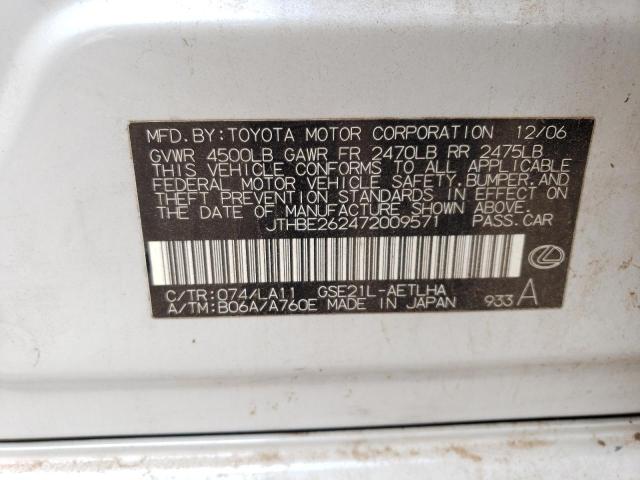 MFD. BY: TOYOTA MOTOR CORPORATION 12/06
GVWR 4500LB GAWR FR 2470LB RR 2475LB
THIS VEHICLE CONFORMS TO ALL APPLICABLE
FEDERAL MOTOR VEHICLE SAFETY, BUMPER, AND
THEFT PREVENTION STANDARDS IN EFFECT ON
THE DATE OF MANUFACTURE SHOWN ABOVE.
JTHBE262472009571 PASS. CAR
C/TR: 074/LA11 GSE21L-AETLHA
A/TM: B06A/A760E MADE IN JAPAN 933 A